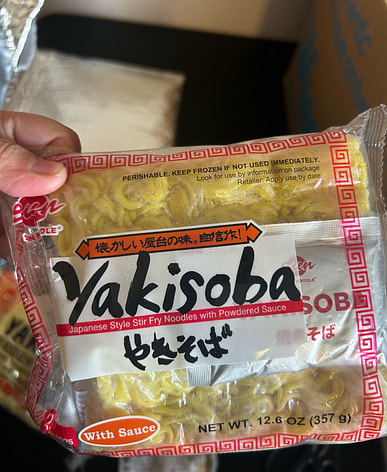 PERISHABLE. KEEP FROZEN IF NOT USED IMMEDIATELY.
Look for use by information on package
Retailer: Apply use by date
懐かしい屋台の味。自信作!
Yakisoba
Japanese Style Stir Fry Noodles with Powdered Sauce
やきそば
SOBA
そば
With Sauce
NET WT. 12.6 OZ (357 g)